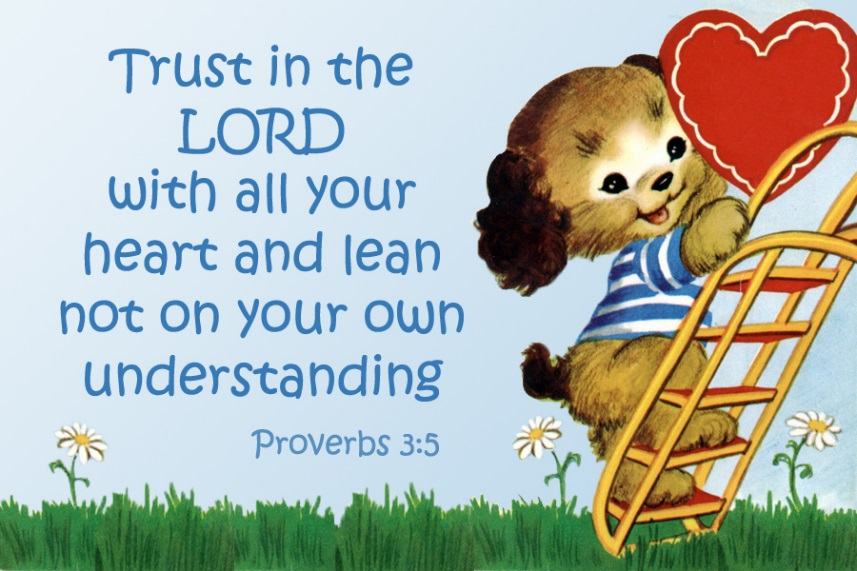 Trust in the
LORD
with all your
heart and lean
not on your own
understanding
Proverbs 3:5